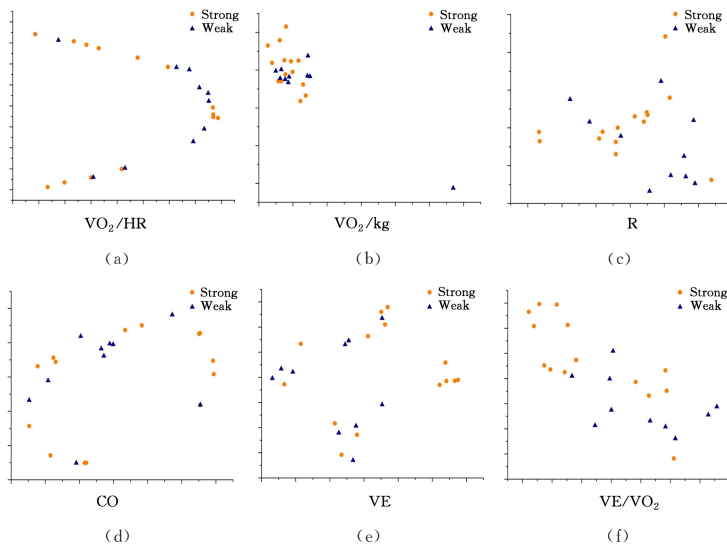 Strong
Weak
VO₂/HR
(a)
Strong
Weak
VO₂/kg
(b)
Strong
Weak
R
(c)
Strong
Weak
CO
(d)
Strong
Weak
VE
(e)
Strong
Weak
VE/VO₂
(f)